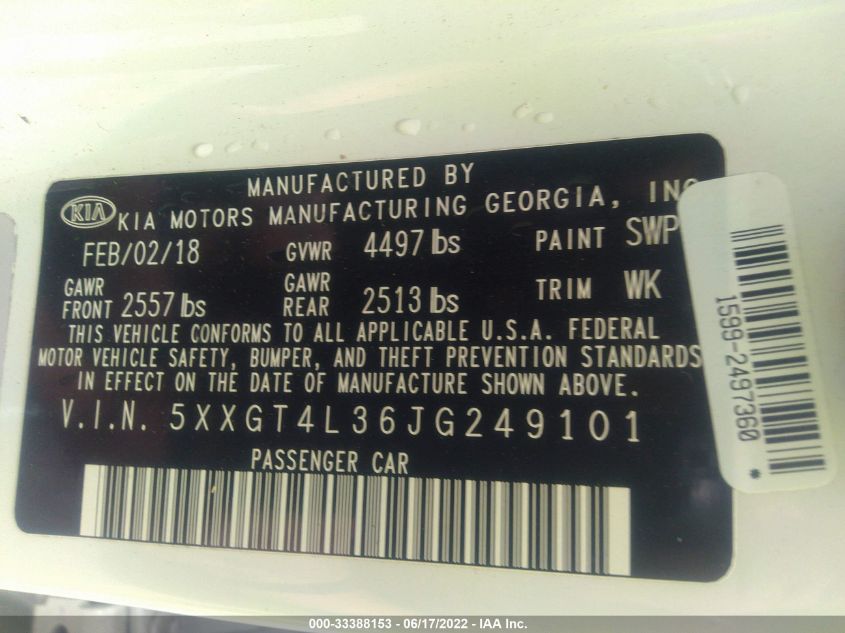 MANUFACTURED BY
KIA KIA MOTORS MANUFACTURING GEORGIA, INC
FEB/02/18 GVWR 4497 lbs PAINT SWP
GAWR FRONT 2557 lbs GAWR REAR 2513 lbs TRIM WK
THIS VEHICLE CONFORMS TO ALL APPLICABLE U.S.A. FEDERAL
MOTOR VEHICLE SAFETY, BUMPER, AND THEFT PREVENTION STANDARDS
IN EFFECT ON THE DATE OF MANUFACTURE SHOWN ABOVE.
V.I.N. 5XXGT4L36JG249101
PASSENGER CAR
1599-2497360 *
000-33388153 - 06/17/2022 - IAA Inc.